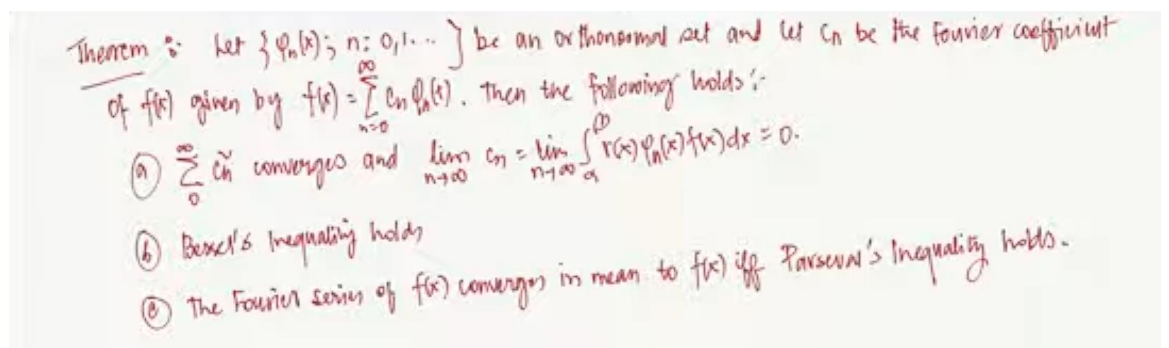 Theorem :- Let {φₙ(x); n: 0,1... } be an orthonormal set and let Cₙ be the Fourier coefficient
of f(x) given by f(x) = ∑_{n=0}^{∞} Cₙ φₙ(x). Then the following holds :-
(a) ∑_{0}^{∞} Cₙ² converges and lim_{n→∞} Cₙ = lim_{n→∞} ∫_{α}^{β} r(x) φₙ(x) f(x) dx = 0.
(b) Bessel's Inequality holds
(c) The Fourier series of f(x) converges in mean to f(x) iff Parseval's Inequality holds.